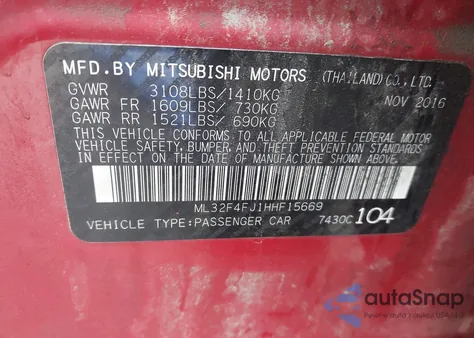 MFD.BY MITSUBISHI MOTORS (THAILAND) CO., LTD.
GVWR 3108LBS/1410KG NOV 2016
GAWR FR 1609LBS/ 730KG
GAWR RR 1521LBS/ 690KG
THIS VEHICLE CONFORMS TO ALL APPLICABLE FEDERAL MOTOR
VEHICLE SAFETY, BUMPER, AND THEFT PREVENTION STANDARDS
IN EFFECT ON THE DATE OF MANUFACTURE SHOWN ABOVE.
ML32F4FJ1HHF15669
VEHICLE TYPE:PASSENGER CAR 7430C 104
autoSnap